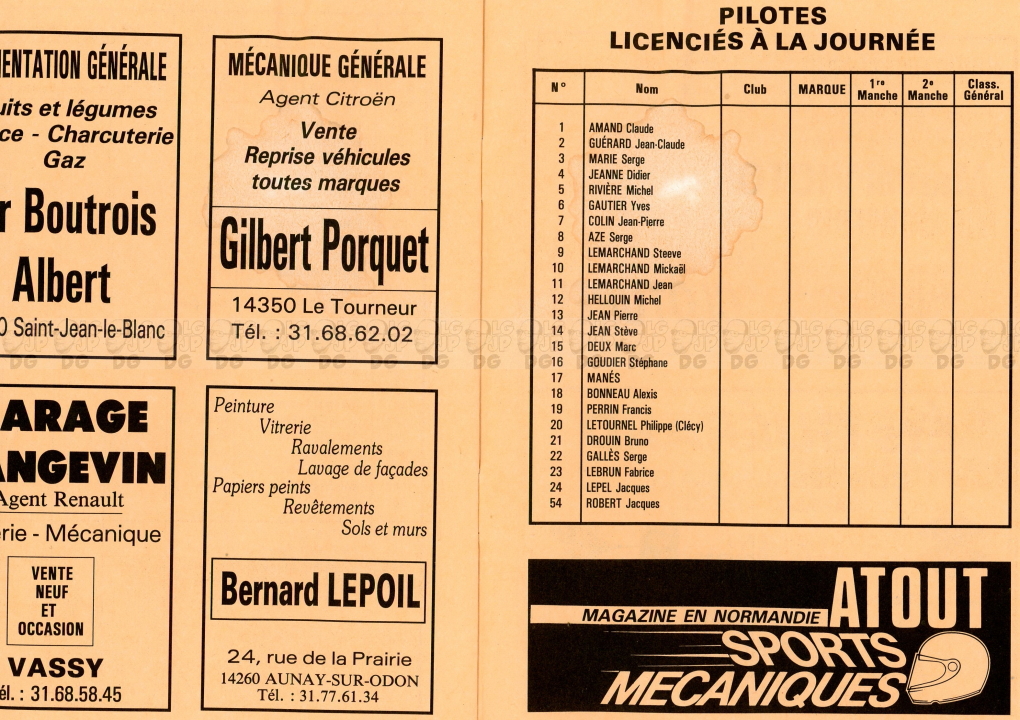 MENTATION GÉNÉRALE
uits et légumes
ce - Charcuterie
Gaz
r Boutrois
Albert
0 Saint-Jean-le-Blanc
MÉCANIQUE GÉNÉRALE
Agent Citroën
Vente
Reprise véhicules
toutes marques
Gilbert Porquet
14350 Le Tourneur
Tél. : 31.68.62.02
ARAGE
ANGEVIN
Agent Renault
rie - Mécanique
VENTE
NEUF
ET
OCCASION
VASSY
él. : 31.68.58.45
Peinture
Vitrerie
Ravalements
Lavage de façades
Papiers peints
Revêtements
Sols et murs
Bernard LEPOIL
24, rue de la Prairie
14260 AUNAY-SUR-ODON
Tél. : 31.77.61.34
PILOTES
LICENCIÉS À LA JOURNÉE
N° Nom Club MARQUE 1re Manche 2e Manche Class. Général
1 AMAND Claude
2 GUÉRARD Jean-Claude
3 MARIE Serge
4 JEANNE Didier
5 RIVIÈRE Michel
6 GAUTIER Yves
7 COLIN Jean-Pierre
8 AZE Serge
9 LEMARCHAND Steeve
10 LEMARCHAND Mickaël
11 LEMARCHAND Jean
12 HELLOUIN Michel
13 JEAN Pierre
14 JEAN Stève
15 DEUX Marc
16 GOUDIER Stéphane
17 MANÉS
18 BONNEAU Alexis
19 PERRIN Francis
20 LETOURNEL Philippe (Clécy)
21 DROUIN Bruno
22 GALLÈS Serge
23 LEBRUN Fabrice
24 LEPEL Jacques
54 ROBERT Jacques
ATOUT
MAGAZINE EN NORMANDIE
SPORTS
MECANIQUES